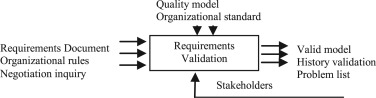 Quality model
Organizational standard
Requirements Document
Organizational rules
Negotiation inquiry
Requirements
Validation
Valid model
History validation
Problem list
Stakeholders